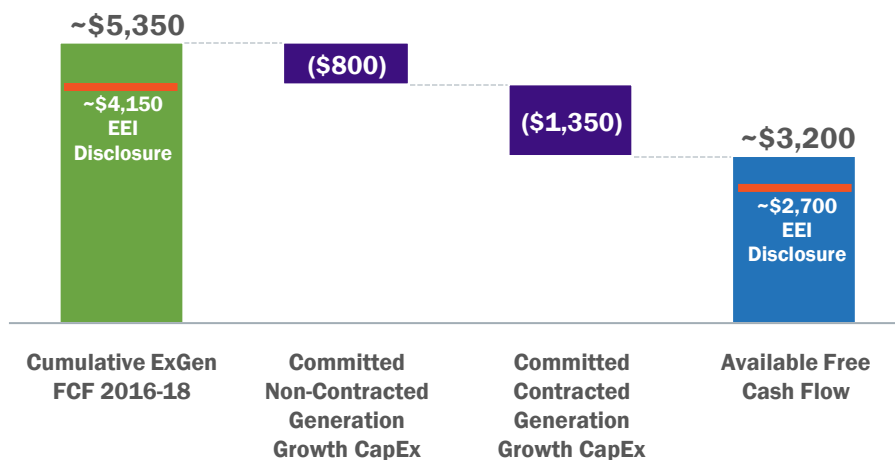 ~$5,350
~$4,150
EEI
Disclosure
($800)
($1,350)
~$3,200
~$2,700
EEI
Disclosure
Cumulative ExGen
FCF 2016-18
Committed
Non-Contracted
Generation
Growth CapEx
Committed
Contracted
Generation
Growth CapEx
Available Free
Cash Flow